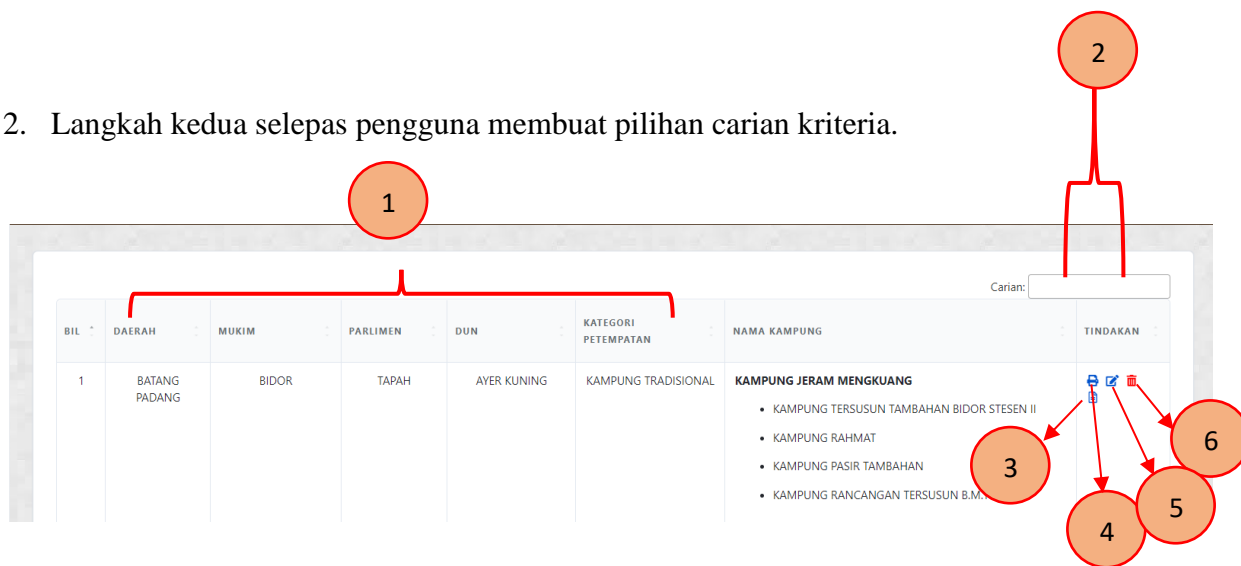 2
2. Langkah kedua selepas pengguna membuat pilihan carian kriteria.
1
Carian:
BIL DAERAH MUKIM PARLIMEN DUN KATEGORI PETEMPATAN NAMA KAMPUNG TINDAKAN
1 BATANG PADANG BIDOR TAPAH AYER KUNING KAMPUNG TRADISIONAL KAMPUNG JERAM MENGKUANG
• KAMPUNG TERSUSUN TAMBAHAN BIDOR STESEN II
• KAMPUNG RAHMAT
• KAMPUNG PASIR TAMBAHAN
• KAMPUNG RANCANGAN TERSUSUN
3
6
5
4